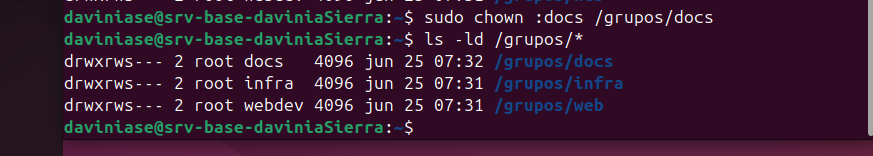 daviniase@srv-base-daviniaSierra:~$ sudo chown :docs /grupos/docs
daviniase@srv-base-daviniaSierra:~$ ls -ld /grupos/*
drwxrws--- 2 root docs   4096 jun 25 07:32 /grupos/docs
drwxrws--- 2 root infra  4096 jun 25 07:31 /grupos/infra
drwxrws--- 2 root webdev 4096 jun 25 07:31 /grupos/web
daviniase@srv-base-daviniaSierra:~$